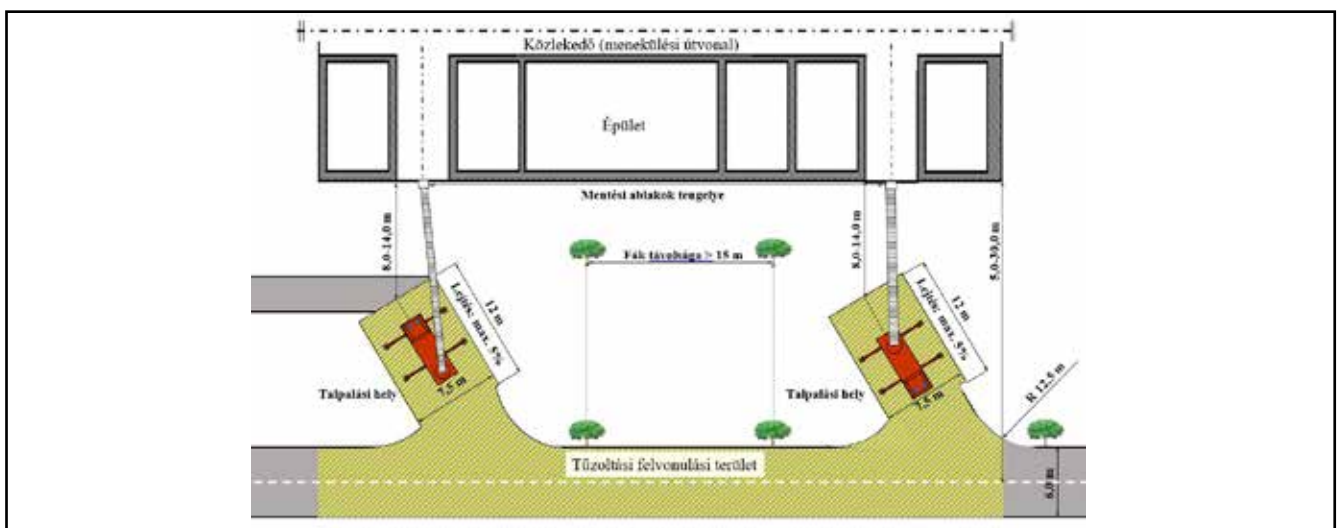 Közlekedő (menekülési útvonal)
Épület
Mentési ablakok tengelye
8,0-14,0 m
8,0-14,0 m
5,0-30,0 m
Fák távolsága ≥ 15 m
12 m
Lejtés: max. 5%
12 m
Lejtés: max. 5%
7,5 m
7,5 m
Talpalási hely
Talpalási hely
R 12,5 m
Tűzoltási felvonulási terület
6,0 m